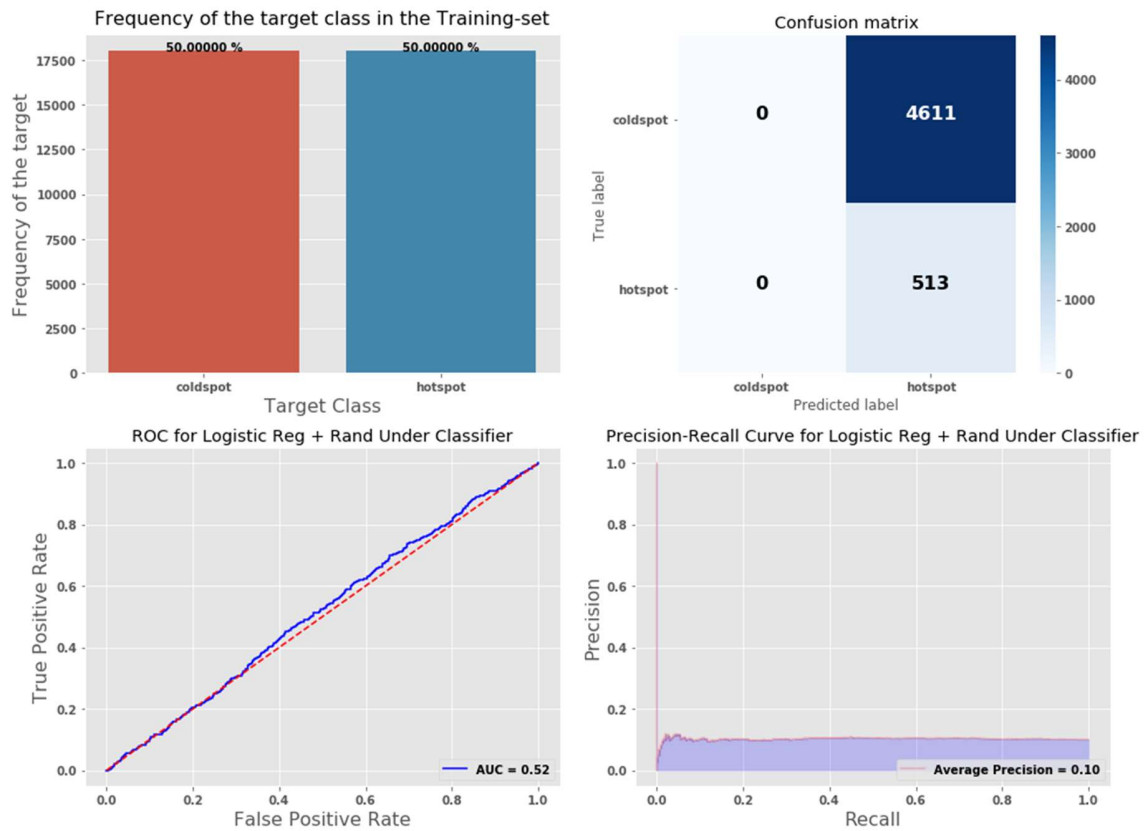 Frequency of the target class in the Training-set
50.00000 %
50.00000 %
17500
15000
12500
10000
7500
5000
2500
0
Frequency of the target
coldspot
hotspot
Target Class
Confusion matrix
coldspot
hotspot
True label
0
4611
0
513
coldspot
hotspot
Predicted label
4000
3000
2000
1000
0
ROC for Logistic Reg + Rand Under Classifier
1.0
0.8
0.6
0.4
0.2
0.0
True Positive Rate
AUC = 0.52
0.0
0.2
0.4
0.6
0.8
1.0
False Positive Rate
Precision-Recall Curve for Logistic Reg + Rand Under Classifier
1.0
0.8
0.6
0.4
0.2
0.0
Precision
Average Precision = 0.10
0.0
0.2
0.4
0.6
0.8
1.0
Recall